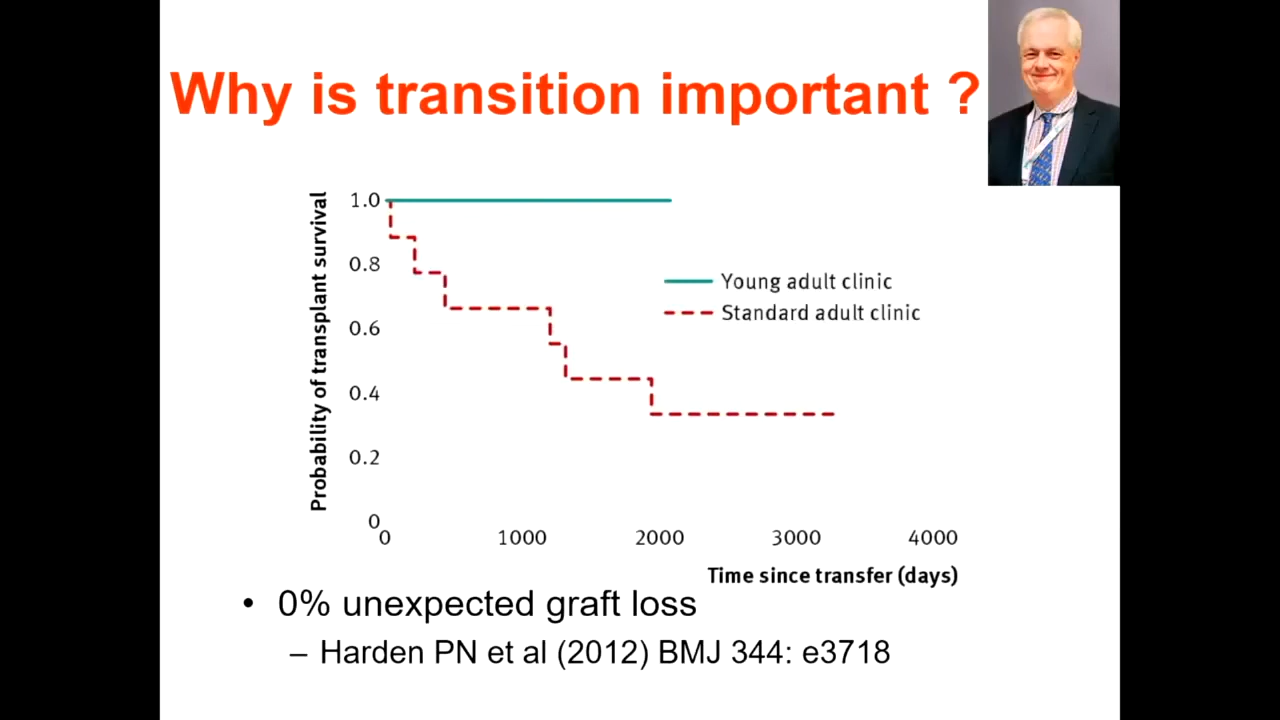 Why is transition important ?
Probability of transplant survival
1.0
0.8
0.6
0.4
0.2
0
Young adult clinic
Standard adult clinic
0 1000 2000 3000 4000
Time since transfer (days)
• 0% unexpected graft loss
– Harden PN et al (2012) BMJ 344: e3718